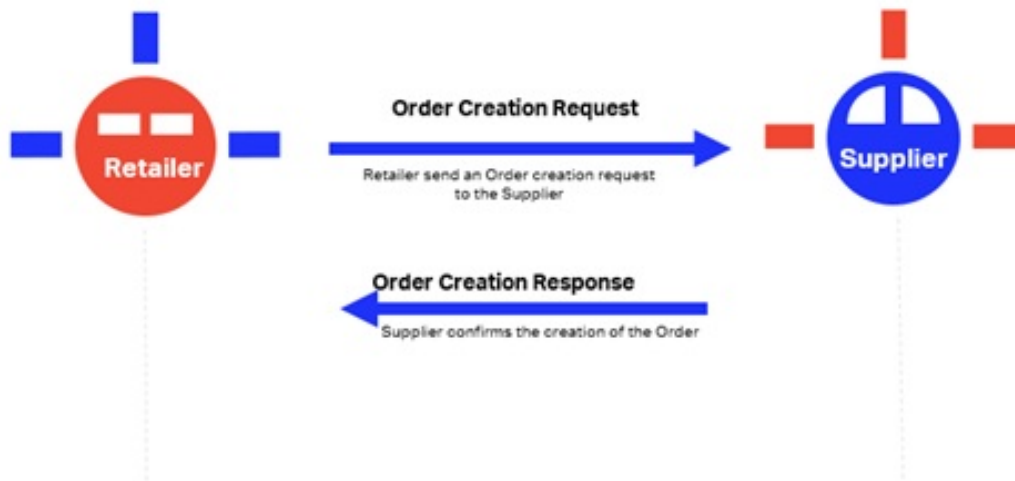 Order Creation Request
Retailer
Supplier
Retailer send an Order creation request
to the Supplier
Order Creation Response
Supplier confirms the creation of the Order